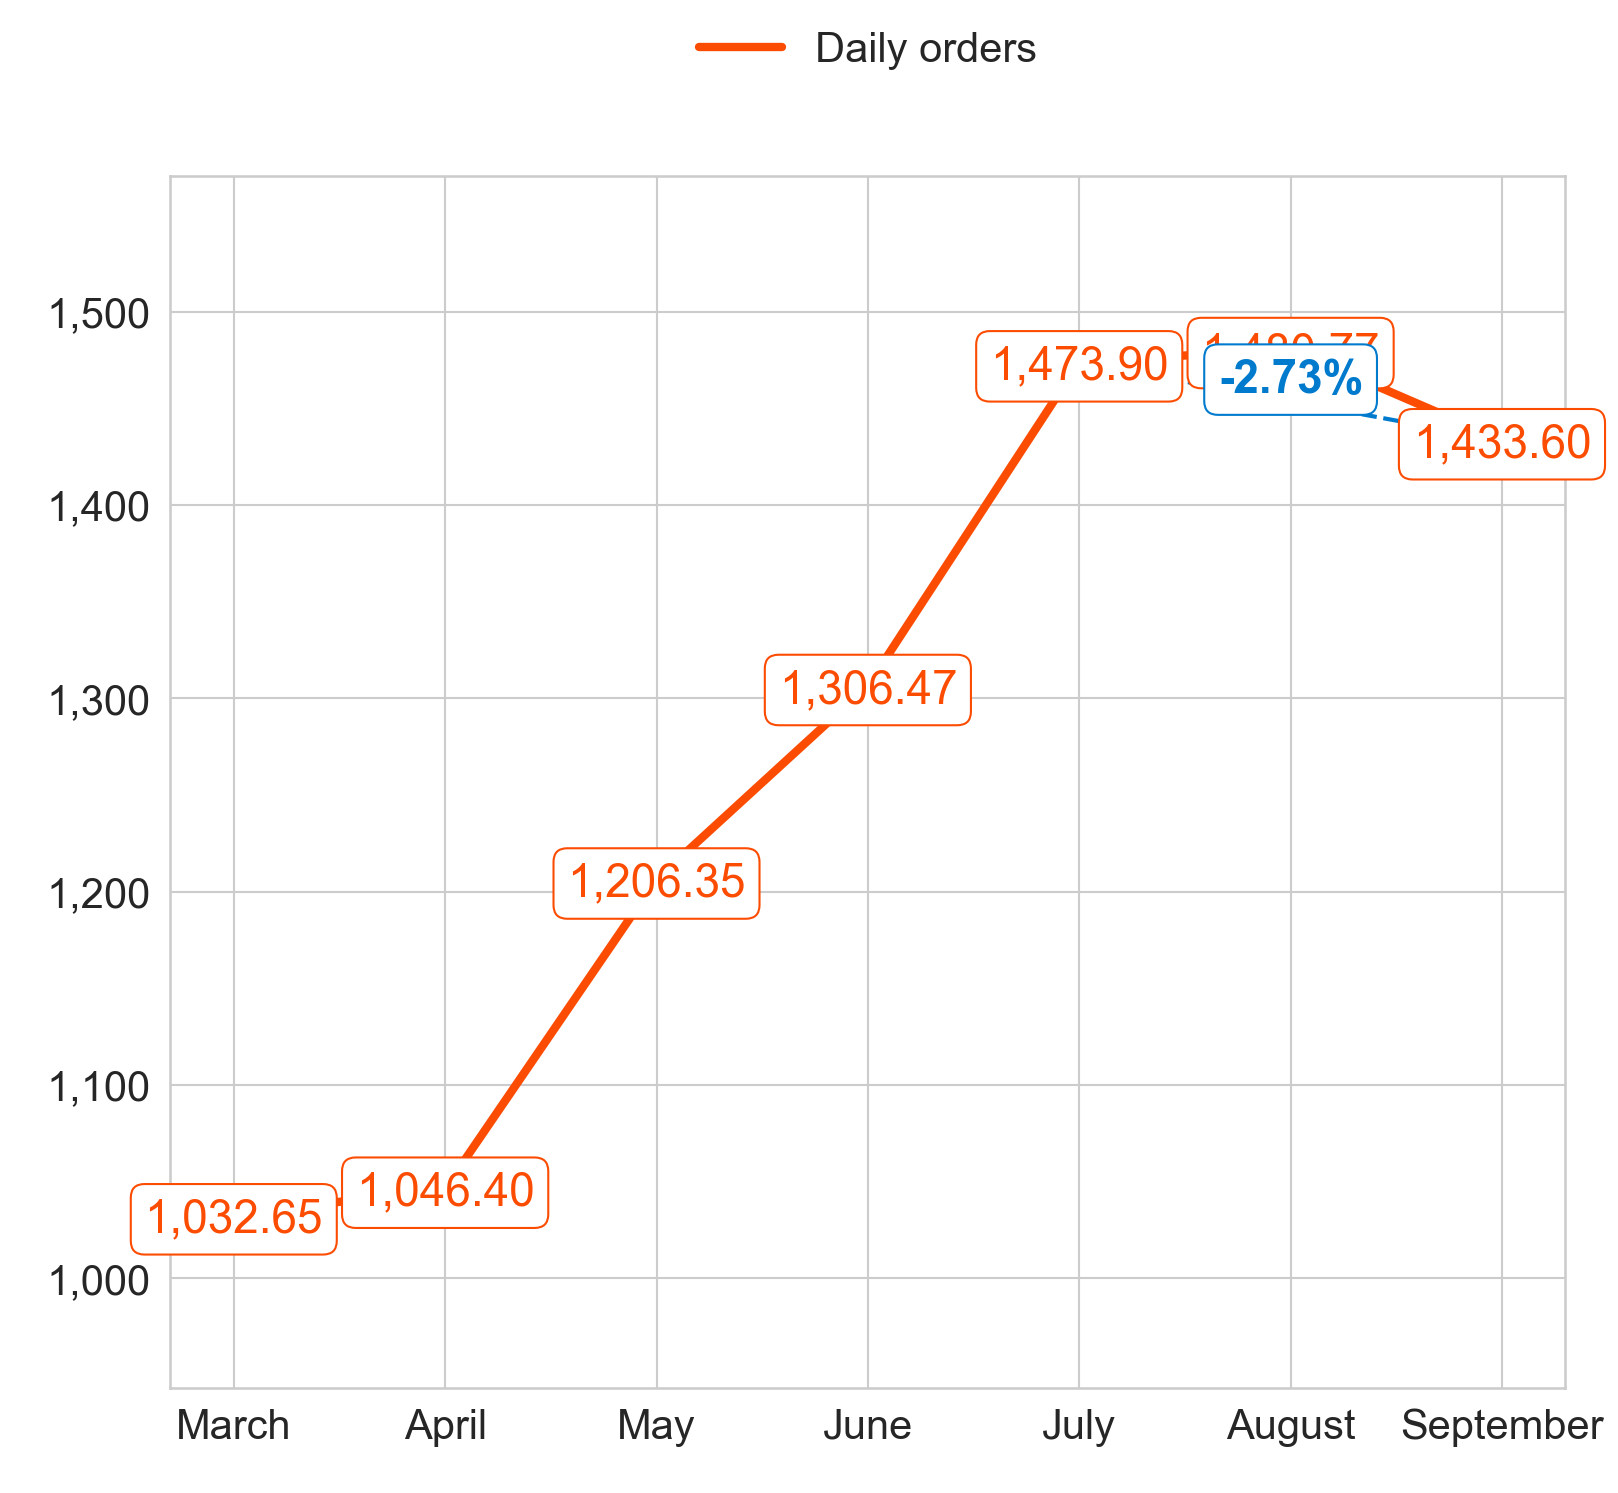 Daily orders
1,500
1,400
1,300
1,200
1,100
1,000
1,032.65
1,046.40
1,206.35
1,306.47
1,473.90
-2.73%
1,433.60
March
April
May
June
July
August
September